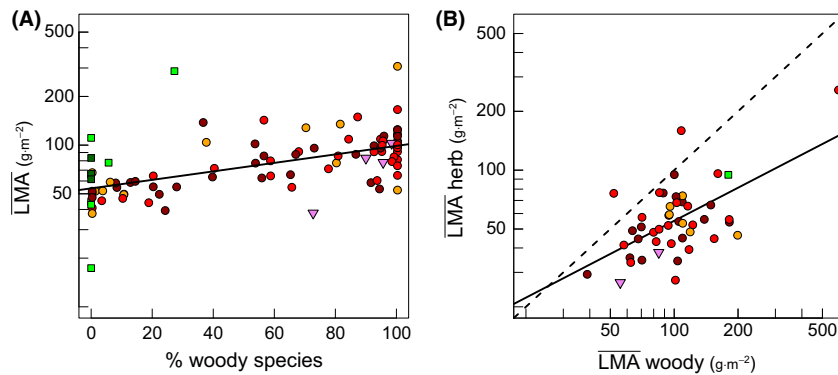 (A)
500
100
50
LMA (g·m⁻²)
0 20 40 60 80 100
% woody species
(B)
500
200
100
50
LMA herb (g·m⁻²)
50 100 200 500
LMA woody (g·m⁻²)